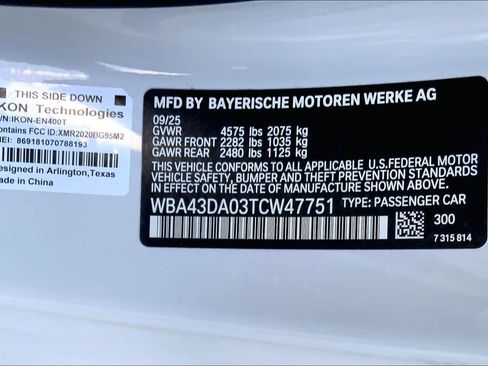 THIS SIDE DOWN
KON Technologies
/N:IKON-EN400T
ontains FCC ID:XMR2020BG95M2
MEI: 869181070788193
esigned in Arlington,Texas
ade in China
MFD BY BAYERISCHE MOTOREN WERKE AG
09/25
GVWR 4575 lbs 2075 kg
GAWR FRONT 2282 lbs 1035 kg
GAWR REAR 2480 lbs 1125 kg
THIS VEHICLE CONFORMS TO ALL APPLICABLE U.S.FEDERAL MOTOR
VEHICLE SAFETY, BUMPER, AND THEFT PREVENTION STANDARDS
IN EFFECT ON THE DATE OF MANUFACTURE SHOWN ABOVE.
WBA43DA03TCW47751 TYPE: PASSENGER CAR
300
7 315 814